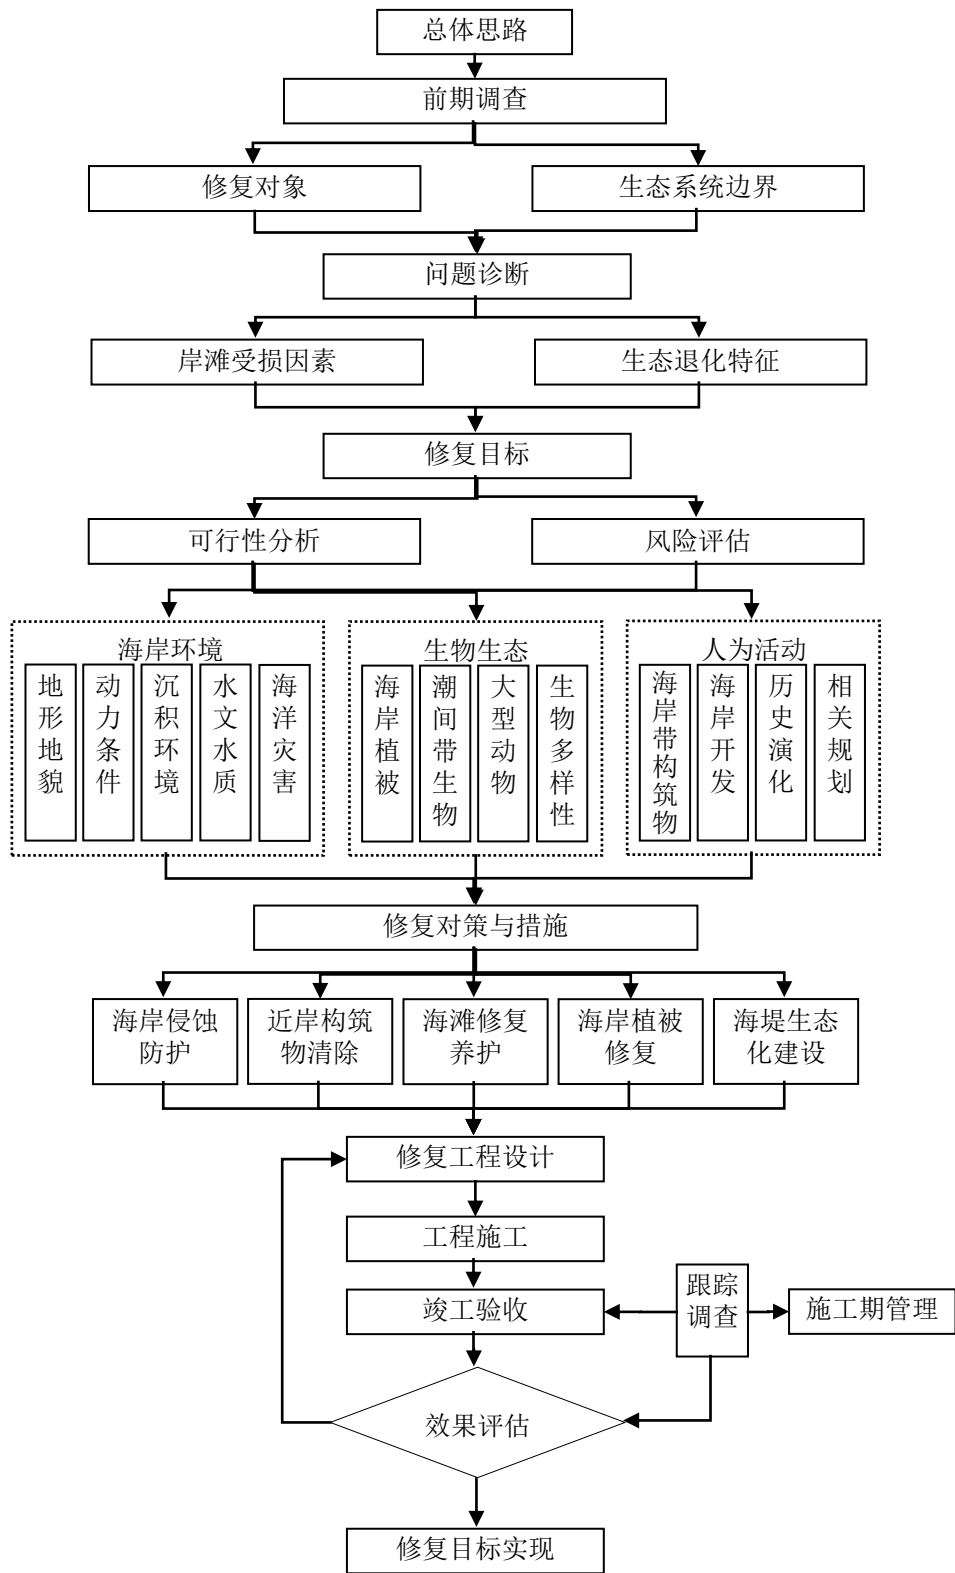 总体思路
前期调查
修复对象
生态系统边界
问题诊断
岸滩受损因素
生态退化特征
修复目标
可行性分析
风险评估
海岸环境
地形地貌
动力条件
沉积环境
水文水质
海洋灾害
生物生态
海岸植被
潮间带生物
大型动物
生物多样性
人为活动
海岸带构筑物
海岸开发
历史演化
相关规划
修复对策与措施
海岸侵蚀
防护
近岸构筑
物清除
海滩修复
养护
海岸植被
修复
海堤生态
化建设
修复工程设计
工程施工
竣工验收
跟踪
调查
施工期管理
效果评估
修复目标实现